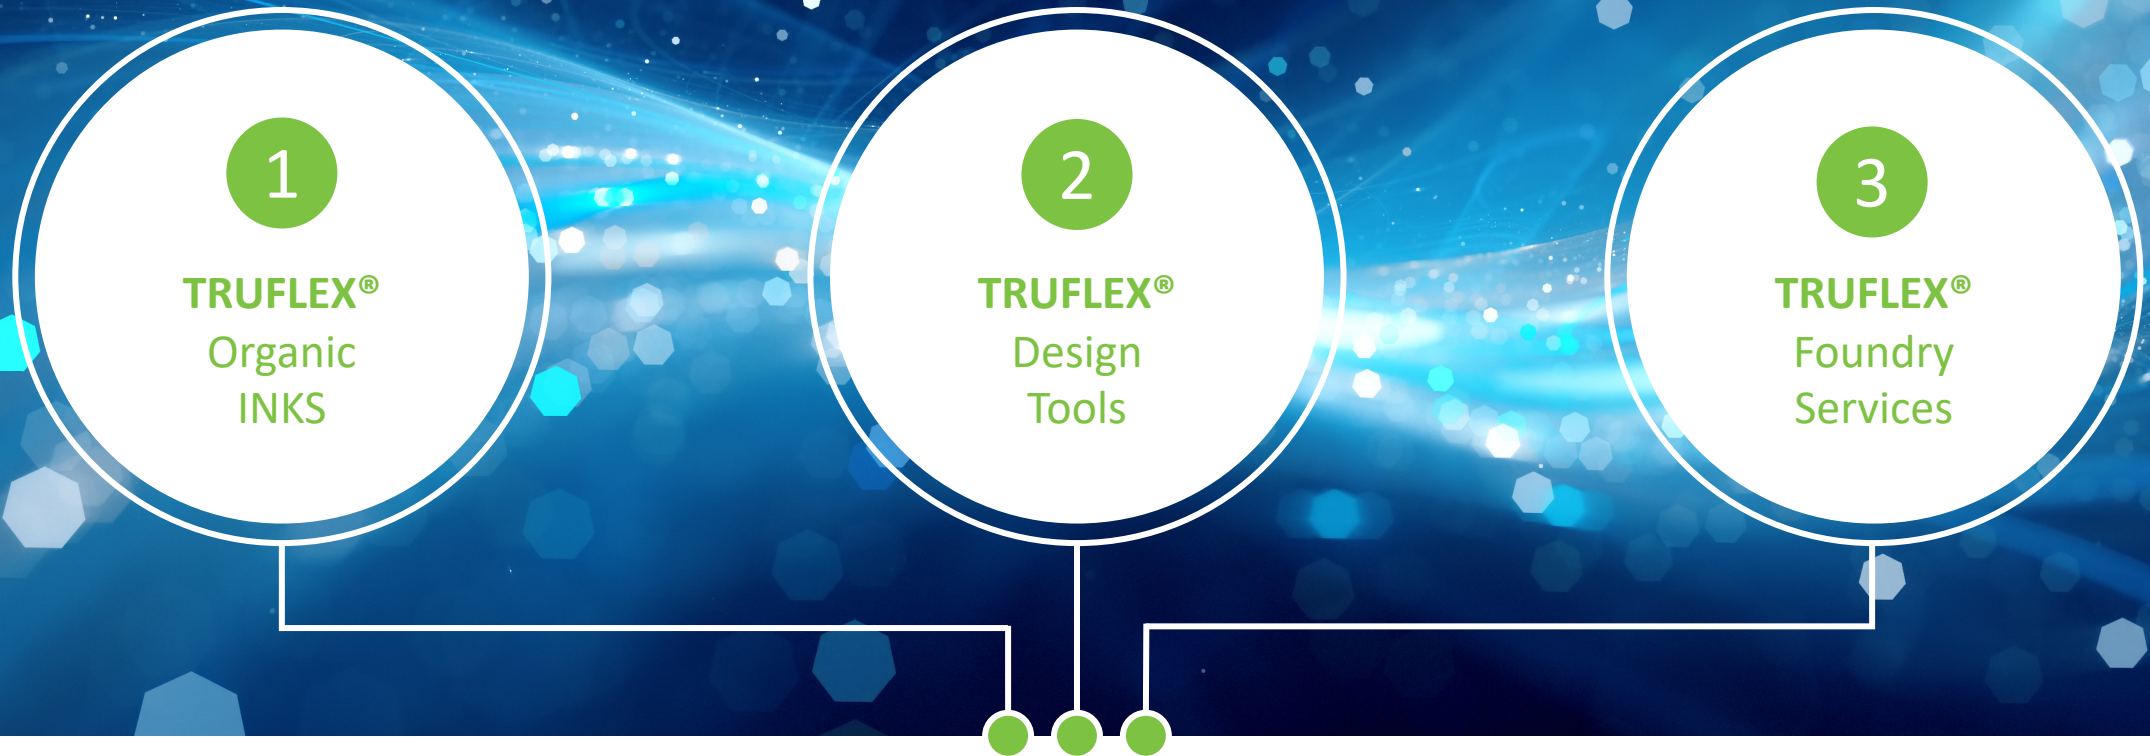 1
TRUFLEX®
Organic
INKS
2
TRUFLEX®
Design
Tools
3
TRUFLEX®
Foundry
Services